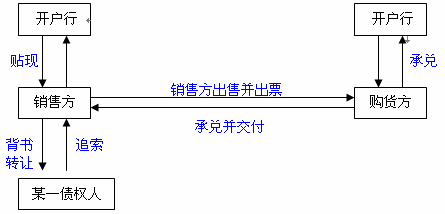 开户行
开户行
贴现
承兑
销售方出售并出票
销售方
购货方
承兑并交付
背书
转让
追索
某一债权人